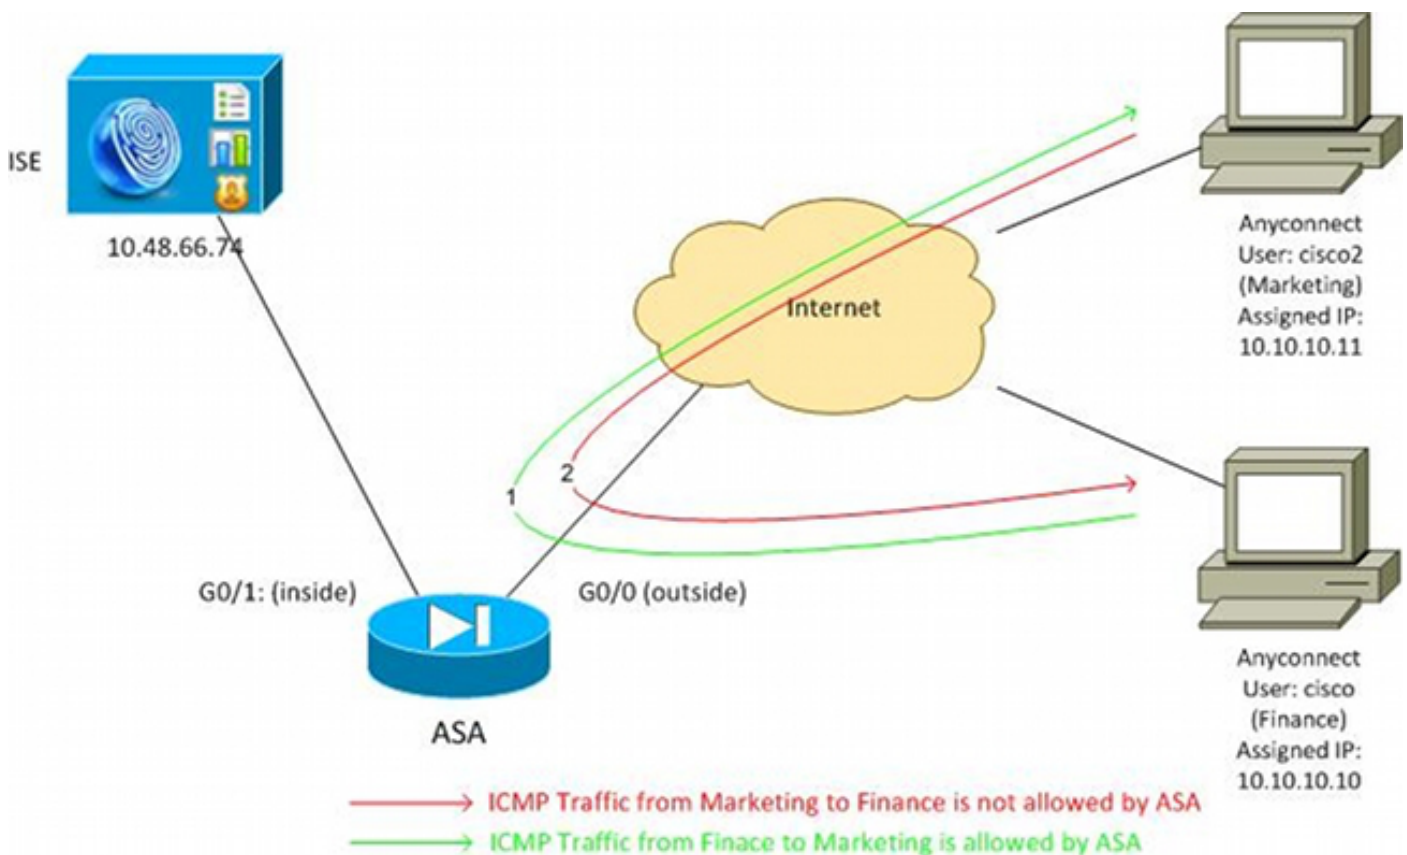 ISE
10.48.66.74
Internet
Anyconnect
User: cisco2
(Marketing)
Assigned IP:
10.10.10.11
1
2
G0/1: (inside)
G0/0 (outside)
ASA
Anyconnect
User: cisco
(Finance)
Assigned IP:
10.10.10.10
ICMP Traffic from Marketing to Finance is not allowed by ASA
ICMP Traffic from Finace to Marketing is allowed by ASA